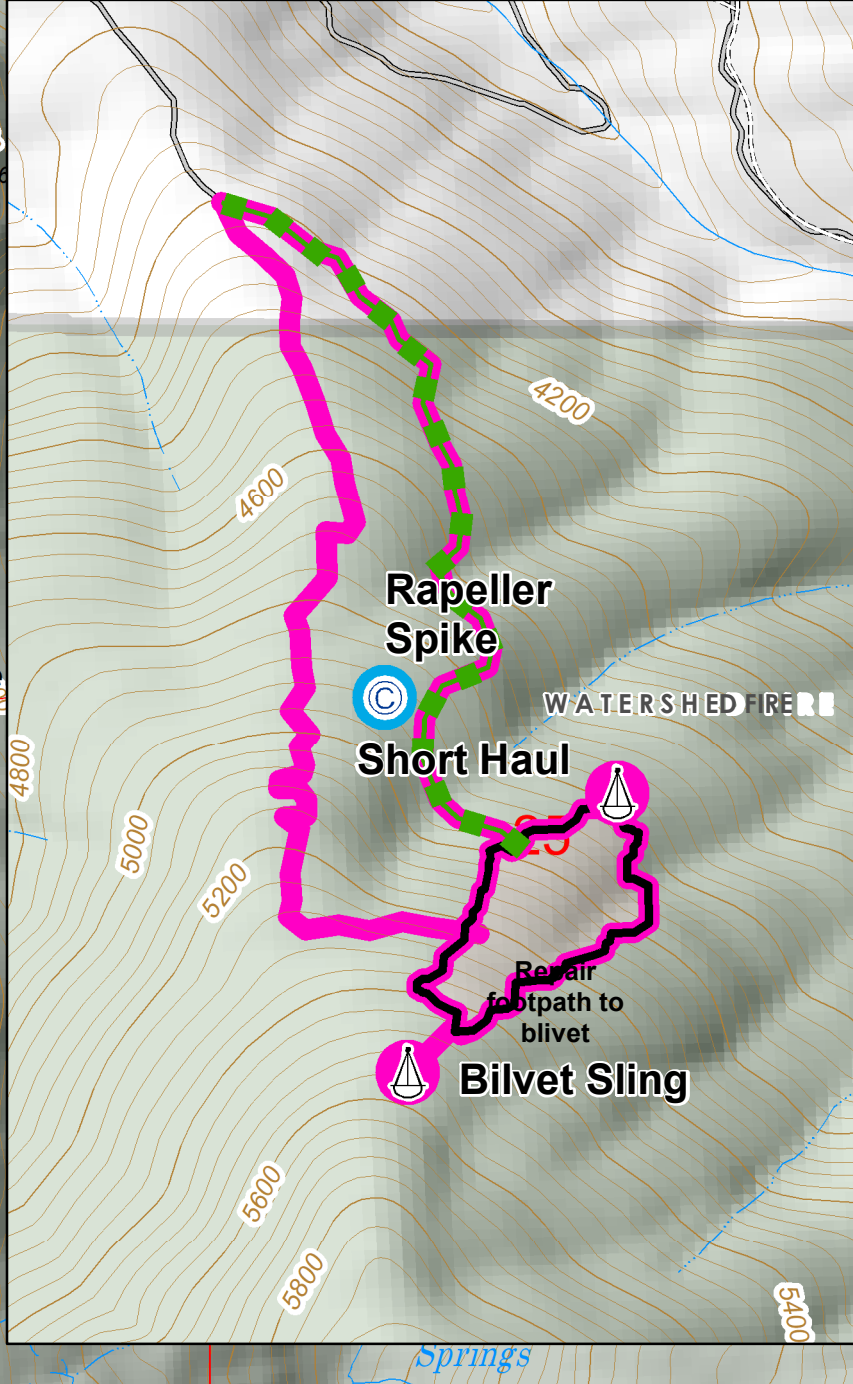 4200
4600
Rapeller
Spike
©
WATERSHED FIRE
Short Haul
4800
25
5000
5200
Repair
footpath to
blivet
Bilvet Sling
5600
5800
5400
Springs